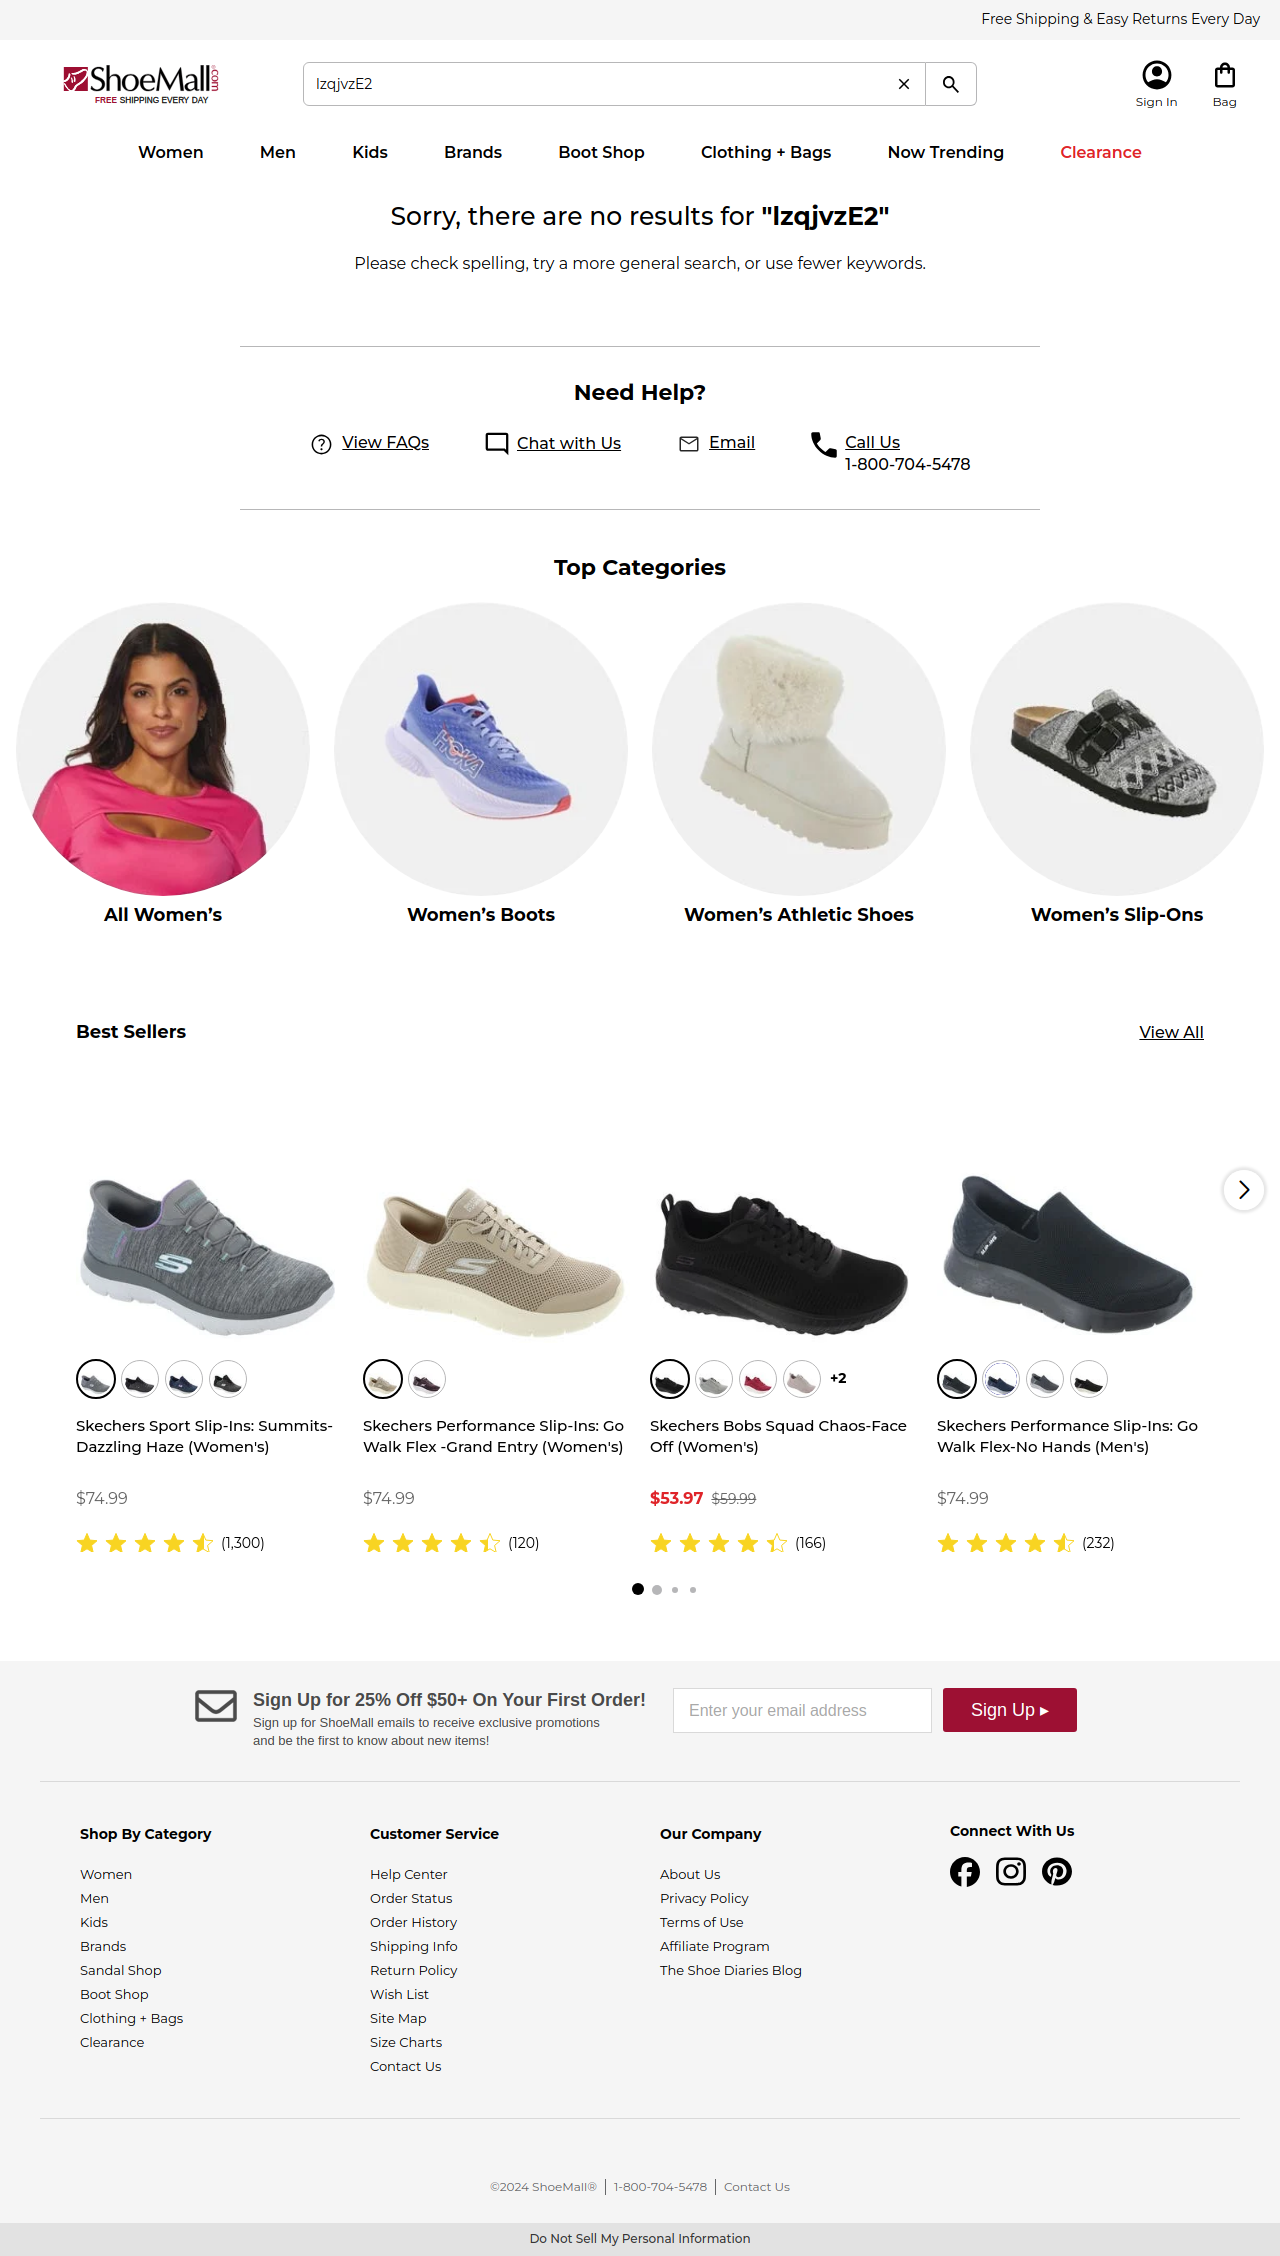 Free Shipping & Easy Returns Every Day
ShoeMall.com
FREE SHIPPING EVERY DAY
lzqjvzE2
Sign In
Bag
Women
Men
Kids
Brands
Boot Shop
Clothing + Bags
Now Trending
Clearance
Sorry, there are no results for "lzqjvzE2"
Please check spelling, try a more general search, or use fewer keywords.
Need Help?
View FAQs
Chat with Us
Email
Call Us
1-800-704-5478
Top Categories
HOKA
All Women’s
Women’s Boots
Women’s Athletic Shoes
Women’s Slip-Ons
Best Sellers
View All
+2
Skechers Sport Slip-Ins: Summits-
Dazzling Haze (Women's)
$74.99
(1,300)
Skechers Performance Slip-Ins: Go
Walk Flex -Grand Entry (Women's)
$74.99
(120)
Skechers Bobs Squad Chaos-Face
Off (Women's)
$53.97 $59.99
(166)
Skechers Performance Slip-Ins: Go
Walk Flex-No Hands (Men's)
$74.99
(232)
Sign Up for 25% Off $50+ On Your First Order!
Sign up for ShoeMall emails to receive exclusive promotions
and be the first to know about new items!
Enter your email address
Sign Up ▸
Shop By Category
Women
Men
Kids
Brands
Sandal Shop
Boot Shop
Clothing + Bags
Clearance
Customer Service
Help Center
Order Status
Order History
Shipping Info
Return Policy
Wish List
Site Map
Size Charts
Contact Us
Our Company
About Us
Privacy Policy
Terms of Use
Affiliate Program
The Shoe Diaries Blog
Connect With Us
©2024 ShoeMall® | 1-800-704-5478 | Contact Us
Do Not Sell My Personal Information